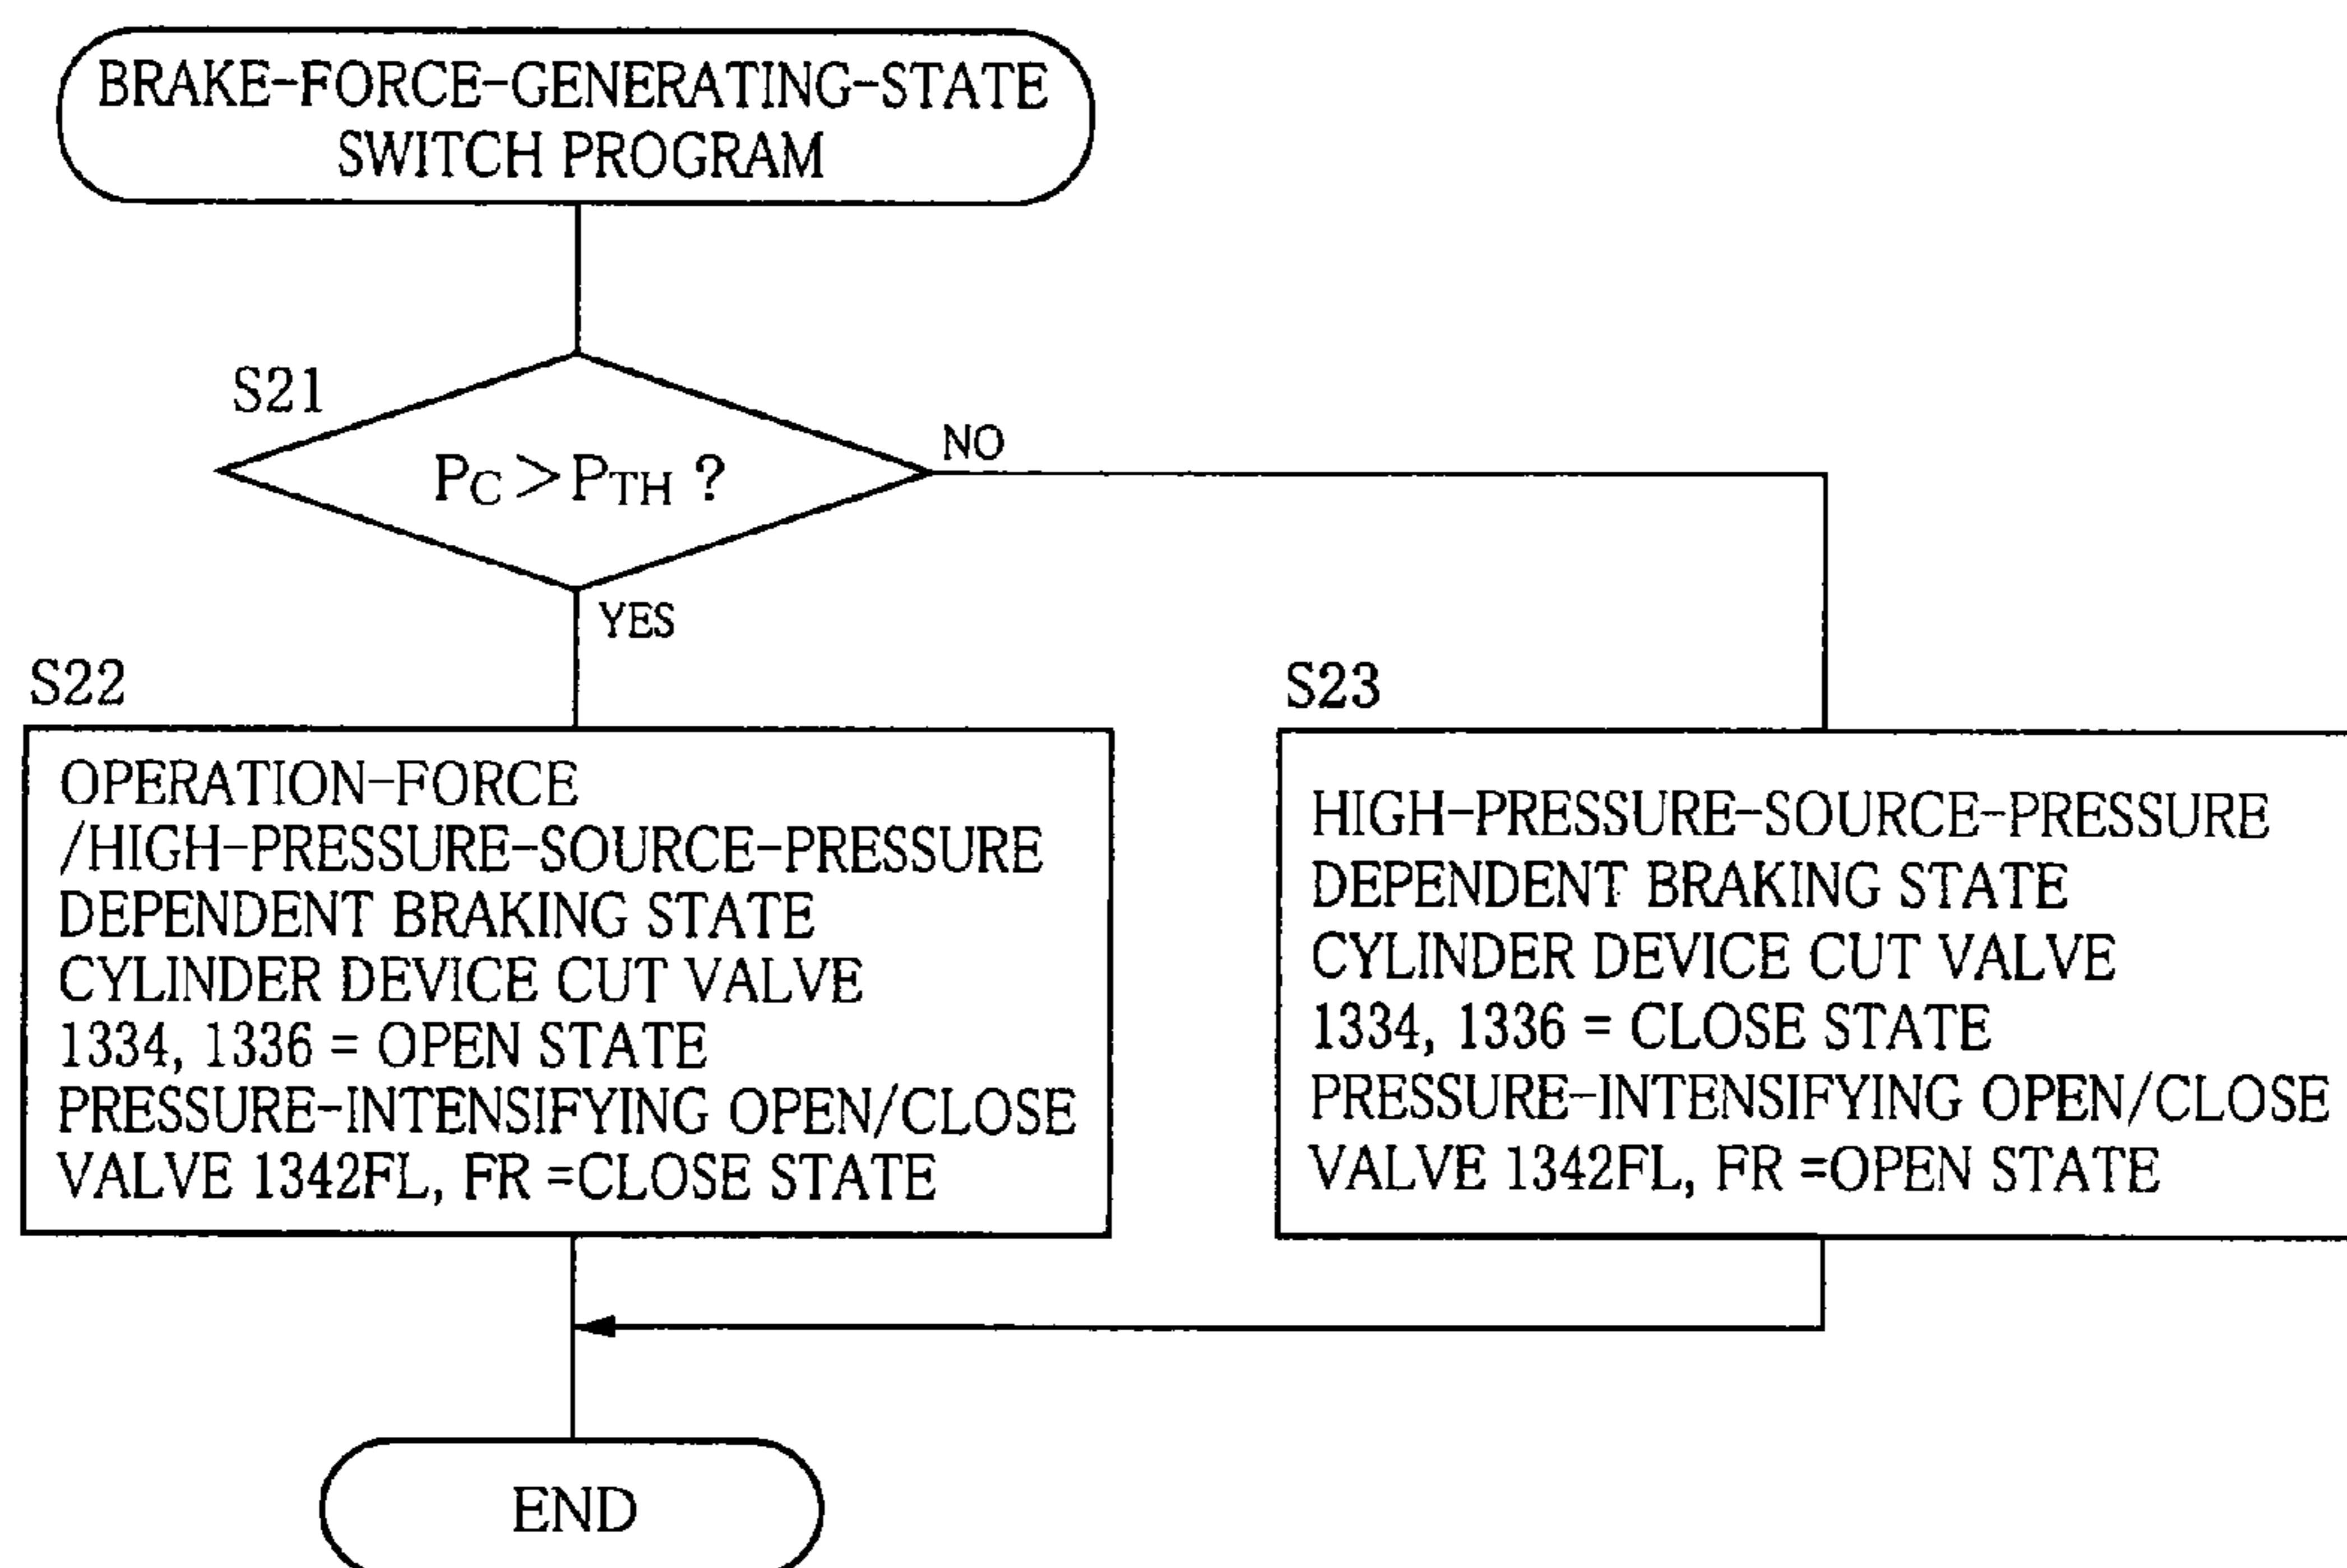 BRAKE-FORCE-GENERATING-STATE
SWITCH PROGRAM
S21
PC > PTH ?
NO
YES
S22
OPERATION-FORCE
/HIGH-PRESSURE-SOURCE-PRESSURE
DEPENDENT BRAKING STATE
CYLINDER DEVICE CUT VALVE
1334, 1336 = OPEN STATE
PRESSURE-INTENSIFYING OPEN/CLOSE
VALVE 1342FL, FR =CLOSE STATE
S23
HIGH-PRESSURE-SOURCE-PRESSURE
DEPENDENT BRAKING STATE
CYLINDER DEVICE CUT VALVE
1334, 1336 = CLOSE STATE
PRESSURE-INTENSIFYING OPEN/CLOSE
VALVE 1342FL, FR =OPEN STATE
END